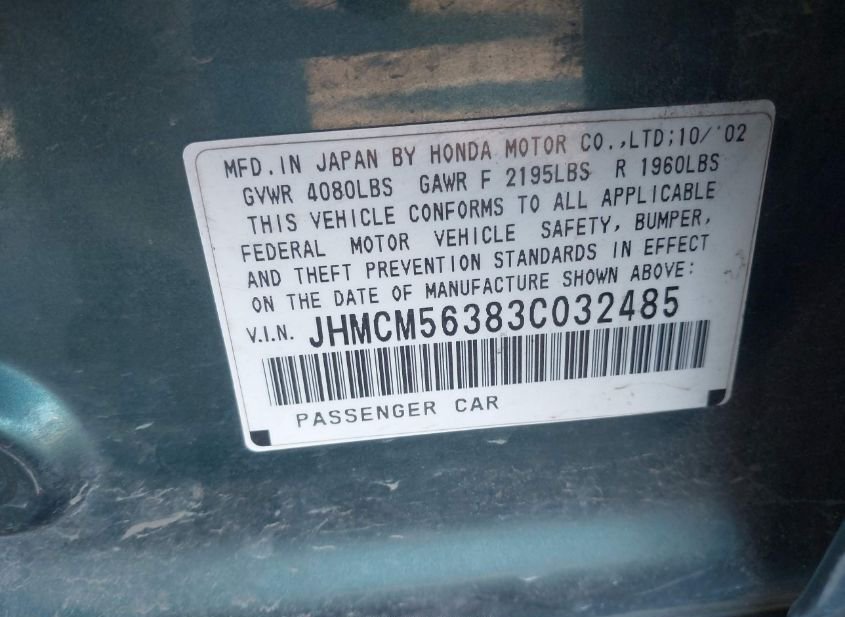 MFD.IN JAPAN BY HONDA MOTOR CO.,LTD;10/'02
GVWR 4080LBS GAWR F 2195LBS R 1960LBS
THIS VEHICLE CONFORMS TO ALL APPLICABLE
FEDERAL MOTOR VEHICLE SAFETY, BUMPER,
AND THEFT PREVENTION STANDARDS IN EFFECT
ON THE DATE OF MANUFACTURE SHOWN ABOVE:
V.I.N. JHMCM56383C032485
PASSENGER CAR